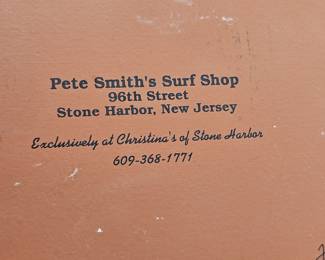 Pete Smith's Surf Shop
96th Street
Stone Harbor, New Jersey
Exclusively at Christina's of Stone Harbor
609-368-1771